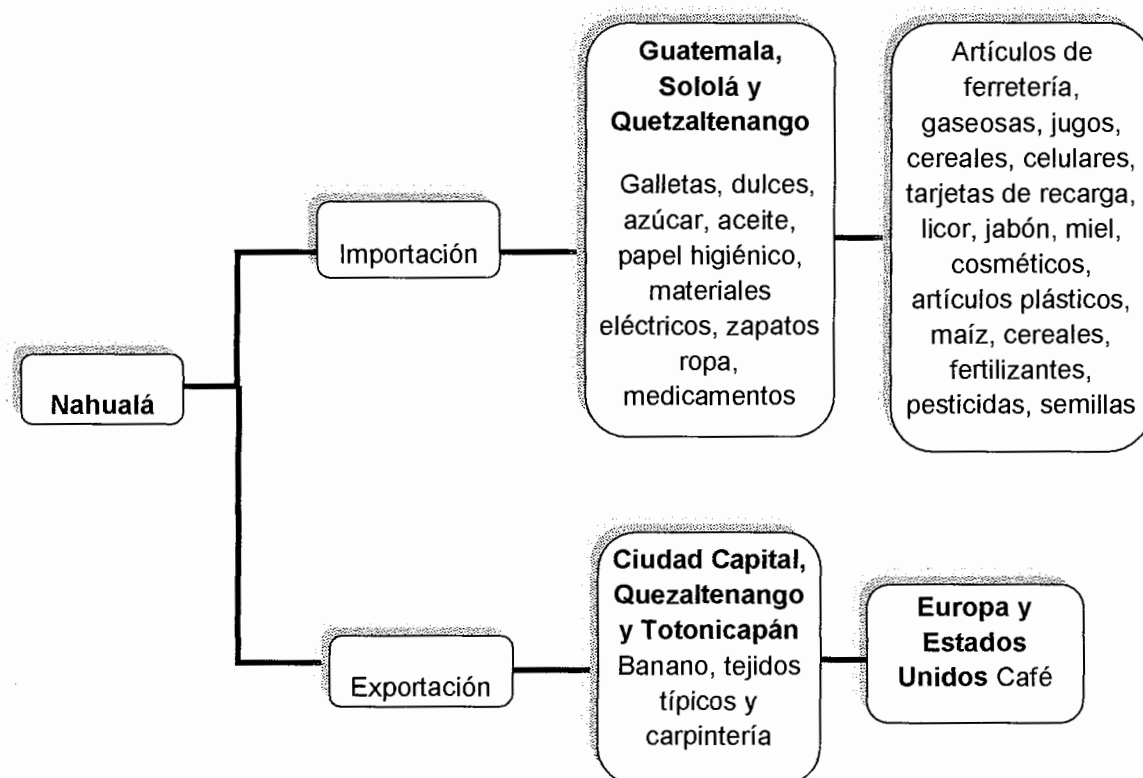 Nahualá
Importación
Guatemala,
Sololá y
Quetzaltenango
Galletas, dulces,
azúcar, aceite,
papel higiénico,
materiales
eléctricos, zapatos
ropa,
medicamentos
Artículos de
ferretería,
gaseosas, jugos,
cereales, celulares,
tarjetas de recarga,
licor, jabón, miel,
cosméticos,
artículos plásticos,
maíz, cereales,
fertilizantes,
pesticidas, semillas
Exportación
Ciudad Capital,
Quezaltenango
y Totonicapán
Banano, tejidos
típicos y
carpintería
Europa y
Estados
Unidos Café